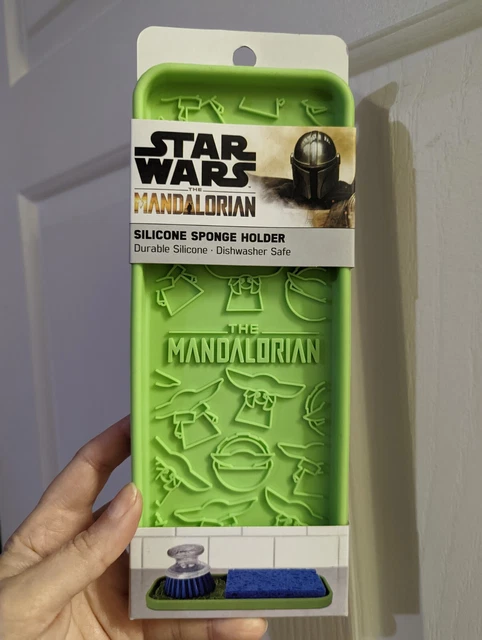 STAR
WARS
THE
MANDALORIAN
SILICONE SPONGE HOLDER
Durable Silicone · Dishwasher Safe
THE
MANDALORIAN